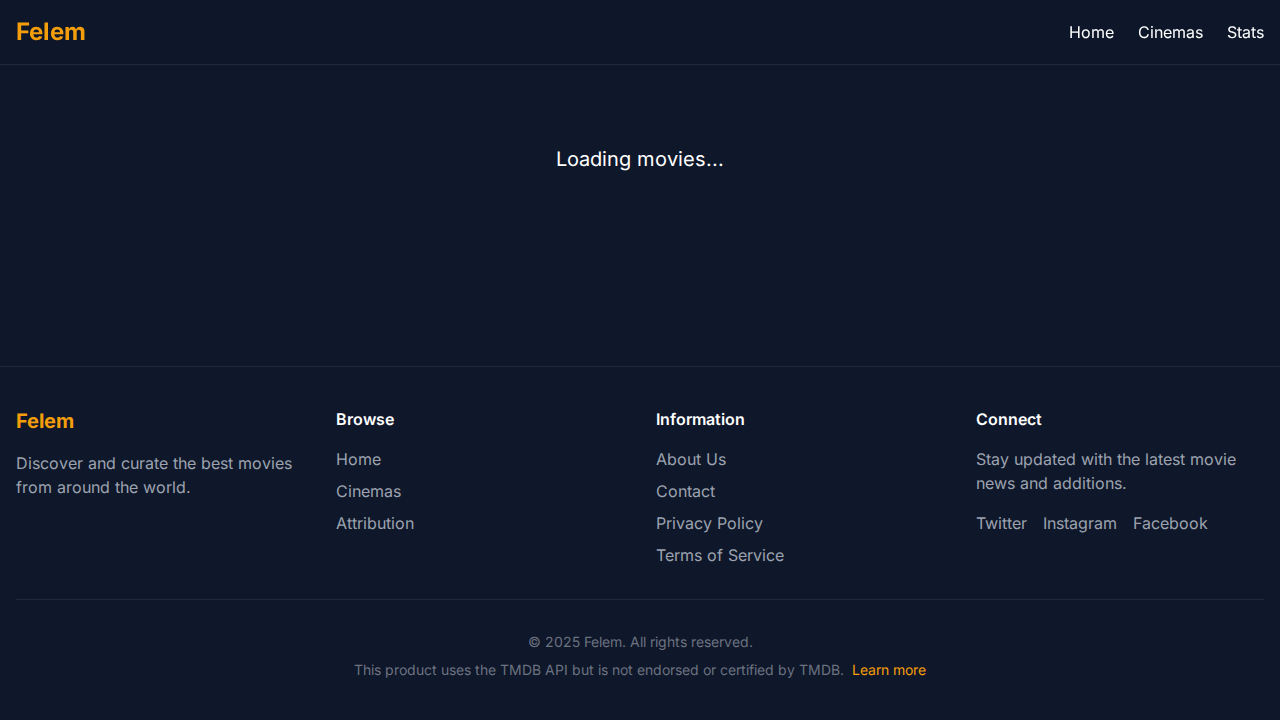 Felem
Home
Cinemas
Stats
Loading movies...
Felem
Discover and curate the best movies
from around the world.
Browse
Home
Cinemas
Attribution
Information
About Us
Contact
Privacy Policy
Terms of Service
Connect
Stay updated with the latest movie
news and additions.
Twitter Instagram Facebook
© 2025 Felem. All rights reserved.
This product uses the TMDB API but is not endorsed or certified by TMDB. Learn more